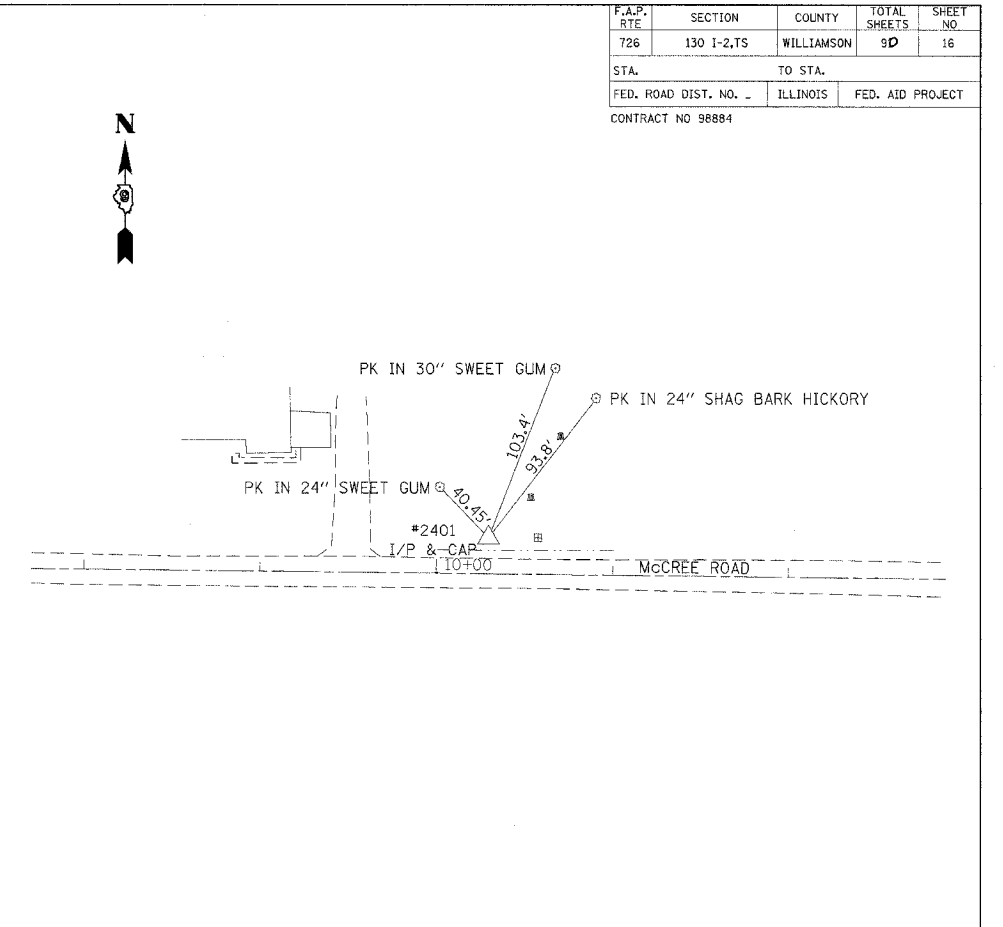 F.A.P. RTE SECTION COUNTY TOTAL SHEETS SHEET NO
726 130 I-2,TS WILLIAMSON 90 16
STA. TO STA.
FED. ROAD DIST. NO. _ ILLINOIS FED. AID PROJECT
CONTRACT NO 98884
N
PK IN 30" SWEET GUM
PK IN 24" SHAG BARK HICKORY
103.4'
93.8'
PK IN 24" SWEET GUM
40.45'
#2401
I/P & CAP
10+00
McCREE ROAD